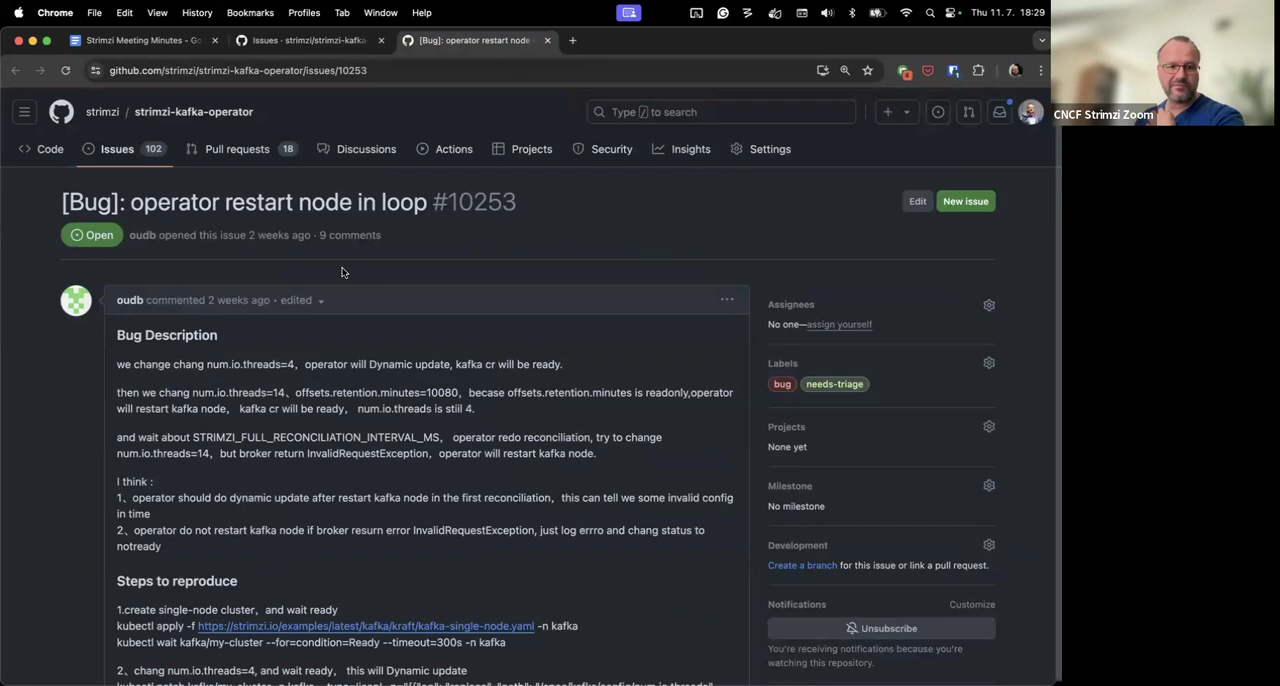 Chrome File Edit View History Bookmarks Profiles Tab Window Help Thu 11. 7. 18:29
Strimzi Meeting Minutes - Go Issues · strimzi/strimzi-kafka- [Bug]: operator restart node
github.com/strimzi/strimzi-kafka-operator/issues/10253
CNCF Strimzi Zoom
strimzi / strimzi-kafka-operator Type / to search
Code Issues 102 Pull requests 18 Discussions Actions Projects Security Insights Settings
[Bug]: operator restart node in loop #10253
Edit New issue
Open oudb opened this issue 2 weeks ago · 9 comments
oudb commented 2 weeks ago · edited
Bug Description
we change chang num.io.threads=4，operator will Dynamic update, kafka cr will be ready.
then we chang num.io.threads=14、offsets.retention.minutes=10080，becase offsets.retention.minutes is readonly,operator
will restart kafka node， kafka cr will be ready， num.io.threads is still 4.
and wait about STRIMZI_FULL_RECONCILIATION_INTERVAL_MS， operator redo reconciliation, try to change
num.io.threads=14，but broker return InvalidRequestException，operator will restart kafka node.
I think :
1、operator should do dynamic update after restart kafka node in the first reconciliation，this can tell we some invalid config
in time
2、operator do not restart kafka node if broker resurn error InvalidRequestException, just log errro and chang status to
notready
Steps to reproduce
1.create single-node cluster，and wait ready
kubectl apply -f https://strimzi.io/examples/latest/kafka/kraft/kafka-single-node.yaml -n kafka
kubectl wait kafka/my-cluster --for=condition=Ready --timeout=300s -n kafka
2、chang num.io.threads=4, and wait ready， this will Dynamic update
Assignees
No one—assign yourself
Labels
bug needs-triage
Projects
None yet
Milestone
No milestone
Development
Create a branch for this issue or link a pull request.
Notifications Customize
Unsubscribe
You're receiving notifications because you're
watching this repository.